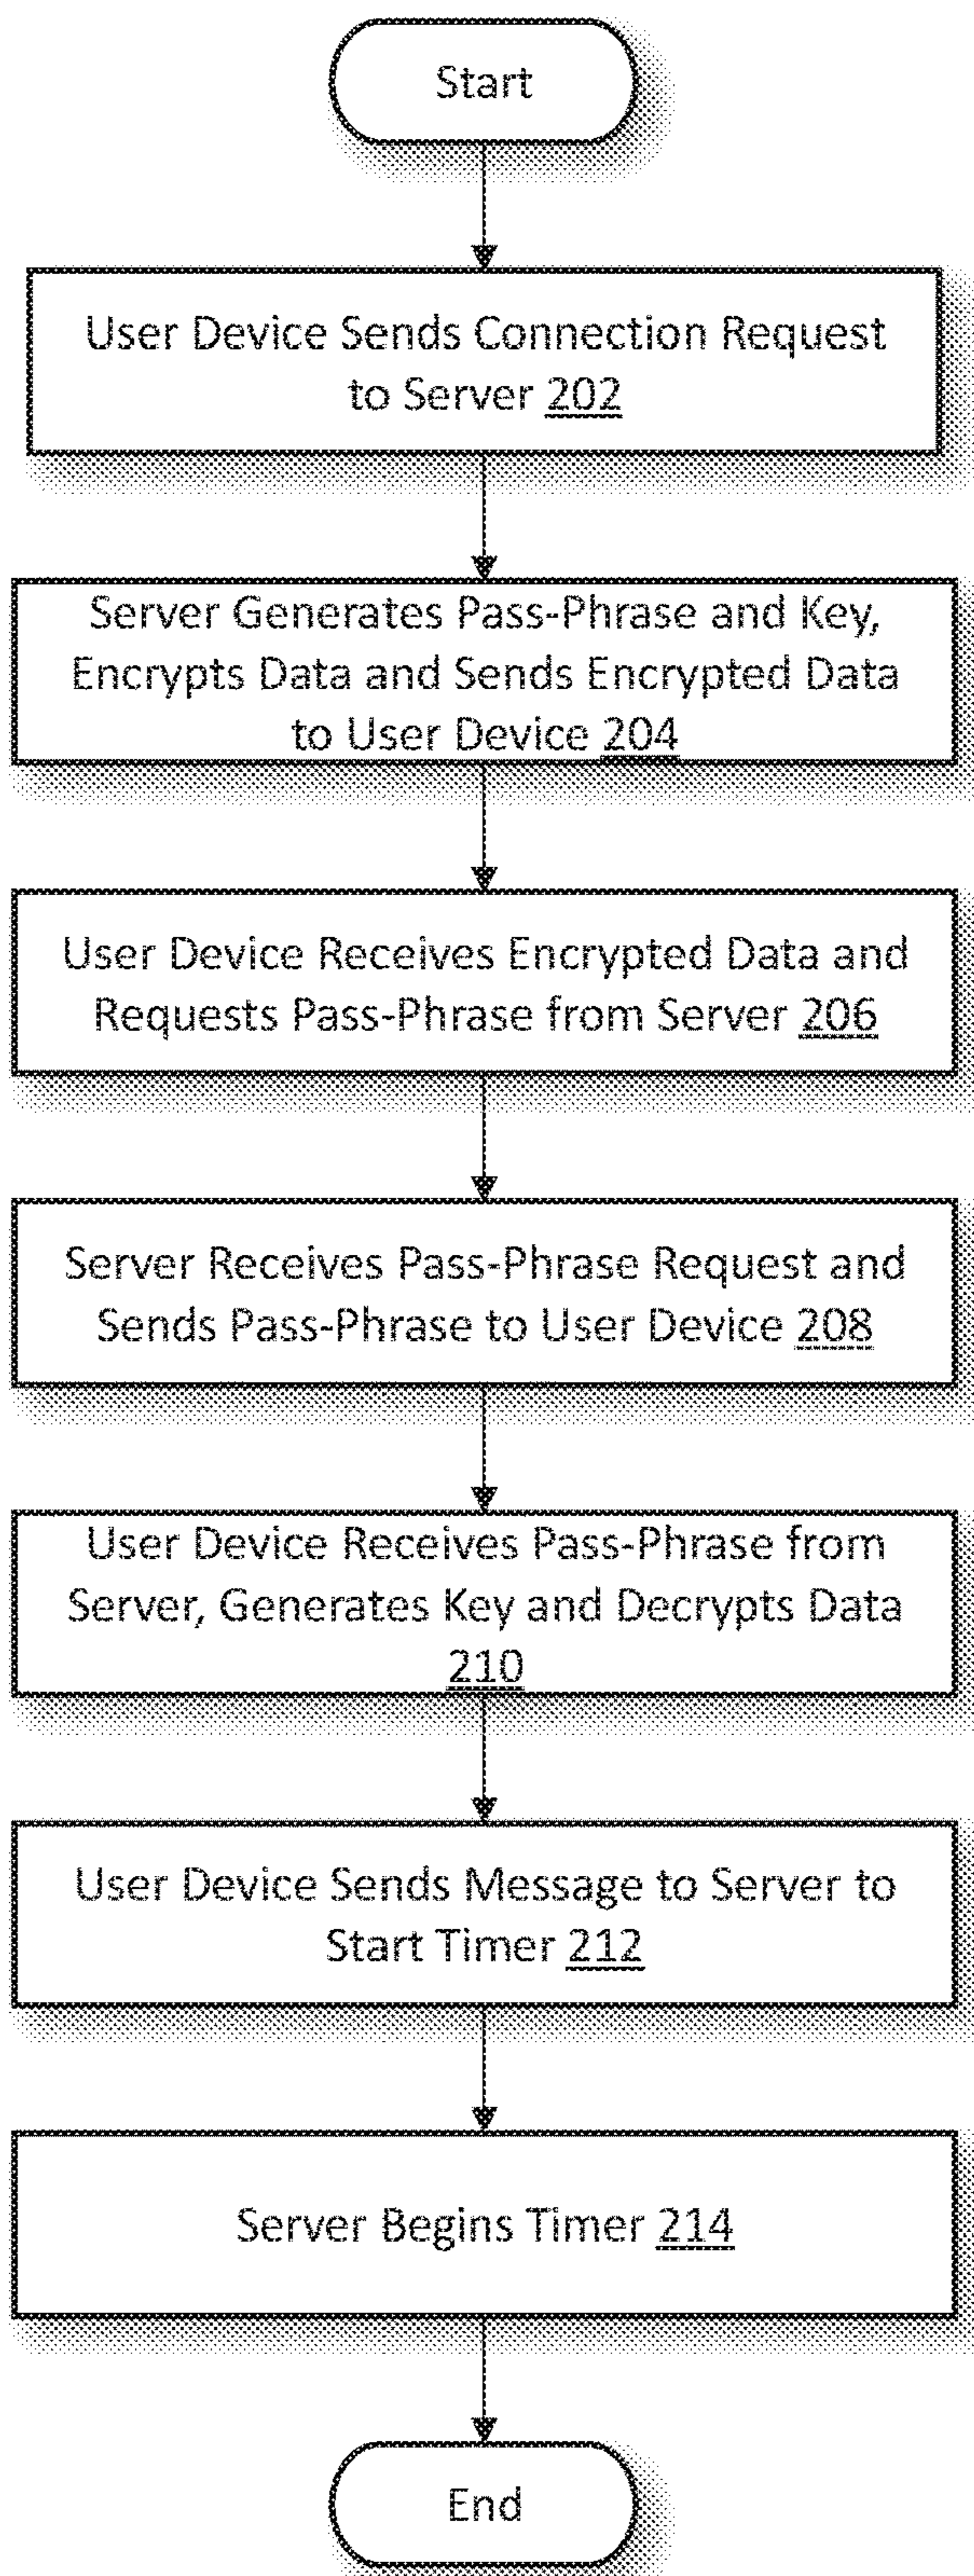 Start
User Device Sends Connection Request
to Server 202
Server Generates Pass-Phrase and Key,
Encrypts Data and Sends Encrypted Data
to User Device 204
User Device Receives Encrypted Data and
Requests Pass-Phrase from Server 206
Server Receives Pass-Phrase Request and
Sends Pass-Phrase to User Device 208
User Device Receives Pass-Phrase from
Server, Generates Key and Decrypts Data
210
User Device Sends Message to Server to
Start Timer 212
Server Begins Timer 214
End